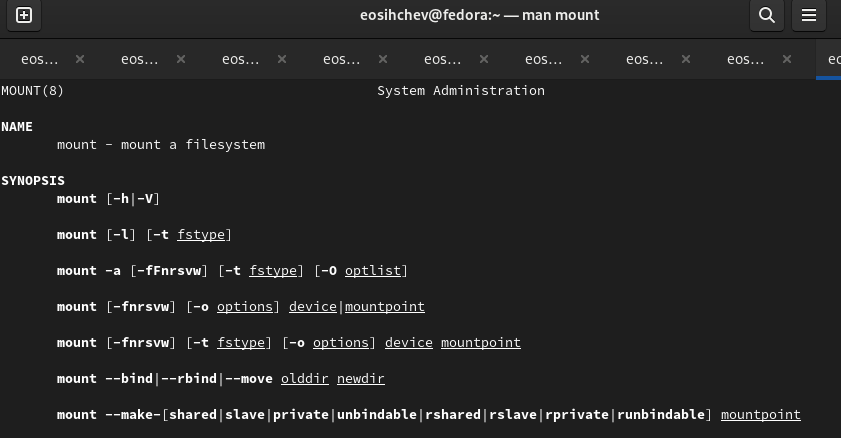 eosihchev@fedora:~ — man mount
eos... × eos... × eos... × eos... × eos... × eos... × eos... × eos... × eo
MOUNT(8) System Administration
NAME
mount - mount a filesystem
SYNOPSIS
mount [-h|-V]
mount [-l] [-t fstype]
mount -a [-fFnrsvw] [-t fstype] [-O optlist]
mount [-fnrsvw] [-o options] device|mountpoint
mount [-fnrsvw] [-t fstype] [-o options] device mountpoint
mount --bind|--rbind|--move olddir newdir
mount --make-[shared|slave|private|unbindable|rshared|rslave|rprivate|runbindable] mountpoint